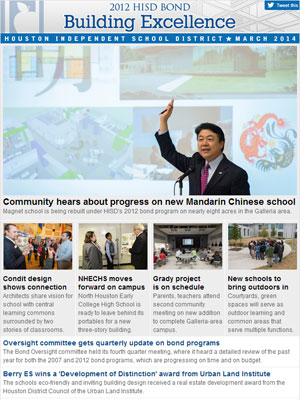 2012 HISD BOND
Tweet this
Building Excellence
HOUSTON INDEPENDENT SCHOOL DISTRICT ★ MARCH 2014
Community hears about progress on new Mandarin Chinese school
Magnet school is being rebuilt under HISD's 2012 bond program on nearly eight acres in the Galleria area.
Condit design
shows connection
Architects share vision for
school with central
learning commons
surrounded by two
stories of classrooms.
NHECHS moves
forward on campus
North Houston Early
College High School is
ready to leave behind its
portables for a new
three-story building.
Grady project
is on schedule
Parents, teachers attend
second community
meeting on new addition
to complete Galleria-area
campus.
New schools to
bring outdoors in
Courtyards, green
spaces will serve as
outdoor learning and
common areas that
serve multiple functions.
Oversight committee gets quarterly update on bond programs
The Bond Oversight committee held its fourth quarter meeting, where it heard a detailed review of the past
year for both the 2007 and 2012 bond programs, which are progressing on time and on budget.
Berry ES wins a 'Development of Distinction' award from Urban Land Institute
The schools eco-friendly and inviting building design received a real estate development award from the
Houston District Council of the Urban Land Institute.